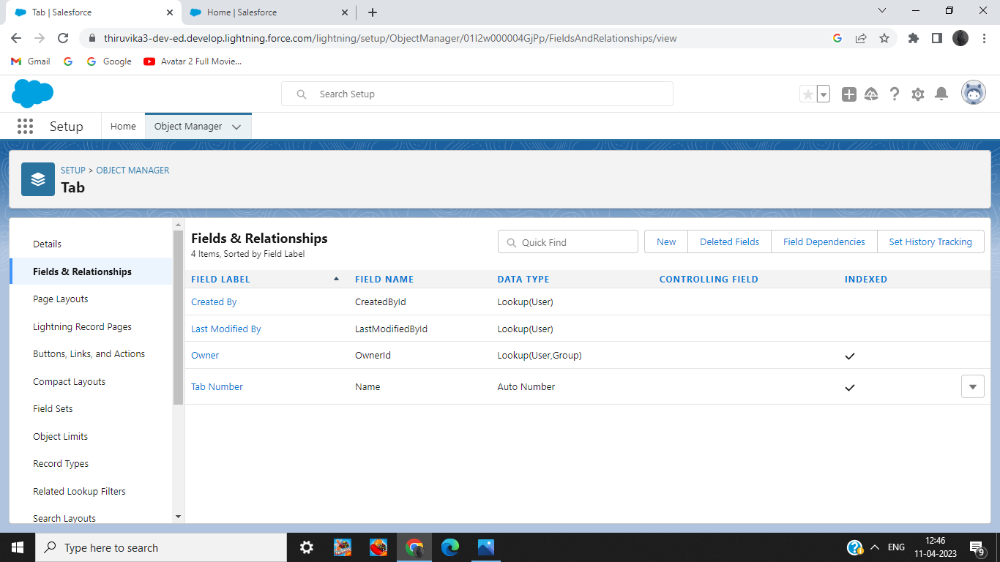 Tab | Salesforce
Home | Salesforce
thiruvika3-dev-ed.develop.lightning.force.com/lightning/setup/ObjectManager/01I2w000004GjPp/FieldsAndRelationships/view
Gmail
Google
Avatar 2 Full Movie...
Search Setup
Setup
Home
Object Manager
SETUP > OBJECT MANAGER
Tab
Details
Fields & Relationships
Page Layouts
Lightning Record Pages
Buttons, Links, and Actions
Compact Layouts
Field Sets
Object Limits
Record Types
Related Lookup Filters
Search Layouts
Fields & Relationships
4 Items, Sorted by Field Label
Quick Find
New
Deleted Fields
Field Dependencies
Set History Tracking
FIELD LABEL FIELD NAME DATA TYPE CONTROLLING FIELD INDEXED
Created By CreatedById Lookup(User)
Last Modified By LastModifiedById Lookup(User)
Owner OwnerId Lookup(User,Group)
Tab Number Name Auto Number
Type here to search
ENG
12:46
11-04-2023
9